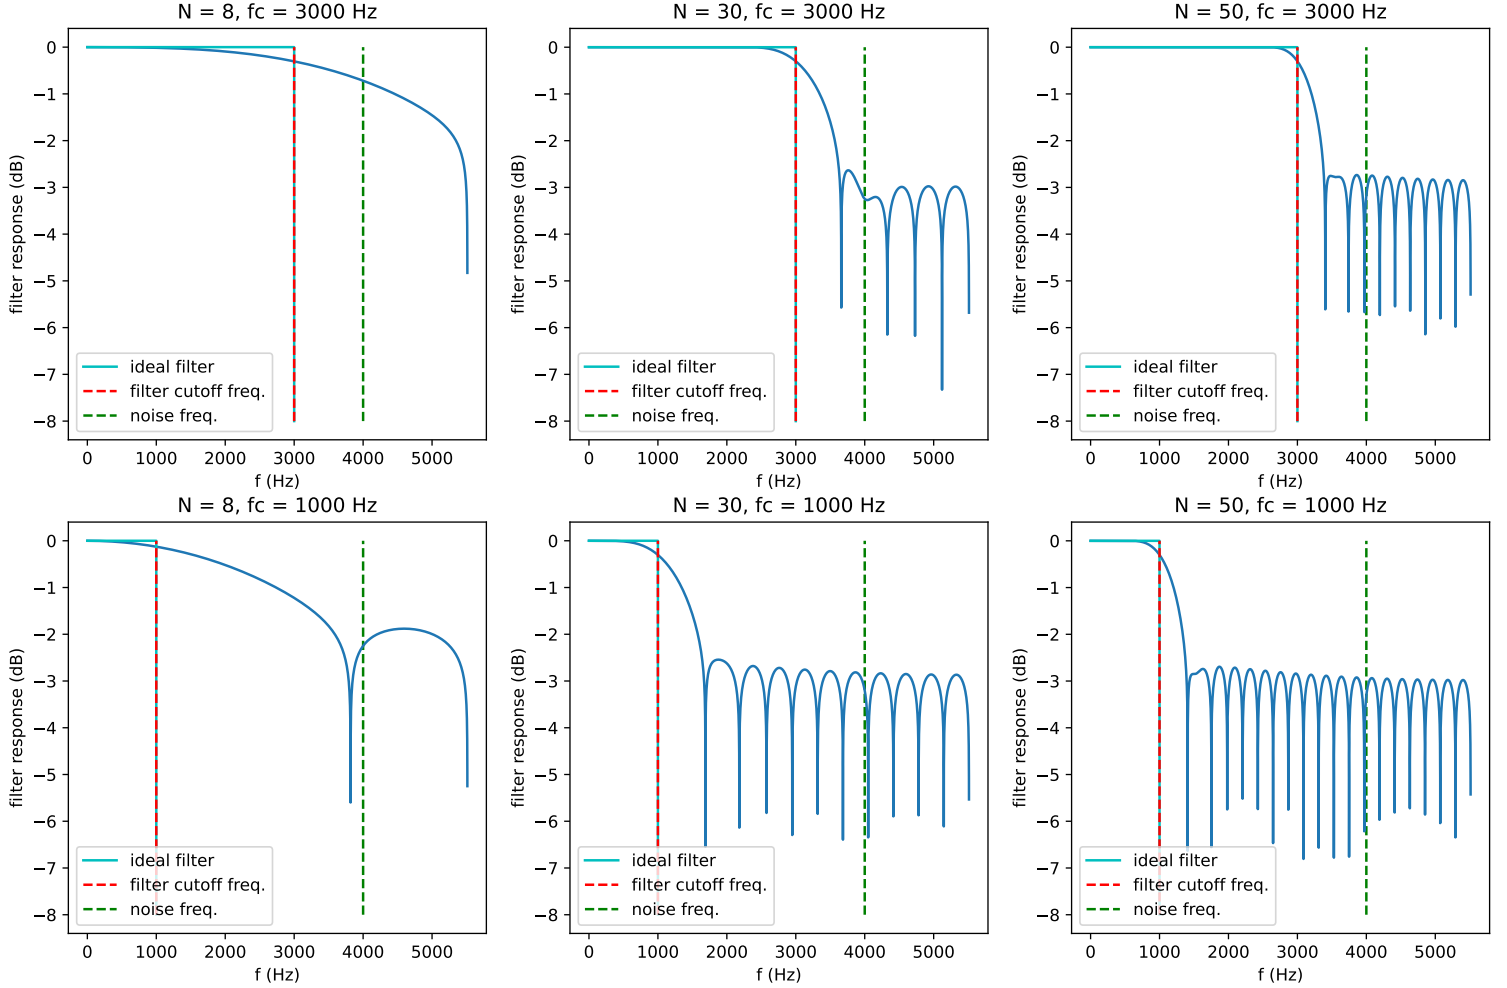 N = 8, fc = 3000 Hz
filter response (dB)
0
−1
−2
−3
−4
−5
−6
−7
−8
ideal filter
filter cutoff freq.
noise freq.
0 1000 2000 3000 4000 5000
f (Hz)
N = 30, fc = 3000 Hz
filter response (dB)
0
−1
−2
−3
−4
−5
−6
−7
−8
ideal filter
filter cutoff freq.
noise freq.
0 1000 2000 3000 4000 5000
f (Hz)
N = 50, fc = 3000 Hz
filter response (dB)
0
−1
−2
−3
−4
−5
−6
−7
−8
ideal filter
filter cutoff freq.
noise freq.
0 1000 2000 3000 4000 5000
f (Hz)
N = 8, fc = 1000 Hz
filter response (dB)
0
−1
−2
−3
−4
−5
−6
−7
−8
ideal filter
filter cutoff freq.
noise freq.
0 1000 2000 3000 4000 5000
f (Hz)
N = 30, fc = 1000 Hz
filter response (dB)
0
−1
−2
−3
−4
−5
−6
−7
−8
ideal filter
filter cutoff freq.
noise freq.
0 1000 2000 3000 4000 5000
f (Hz)
N = 50, fc = 1000 Hz
filter response (dB)
0
−1
−2
−3
−4
−5
−6
−7
−8
ideal filter
filter cutoff freq.
noise freq.
0 1000 2000 3000 4000 5000
f (Hz)